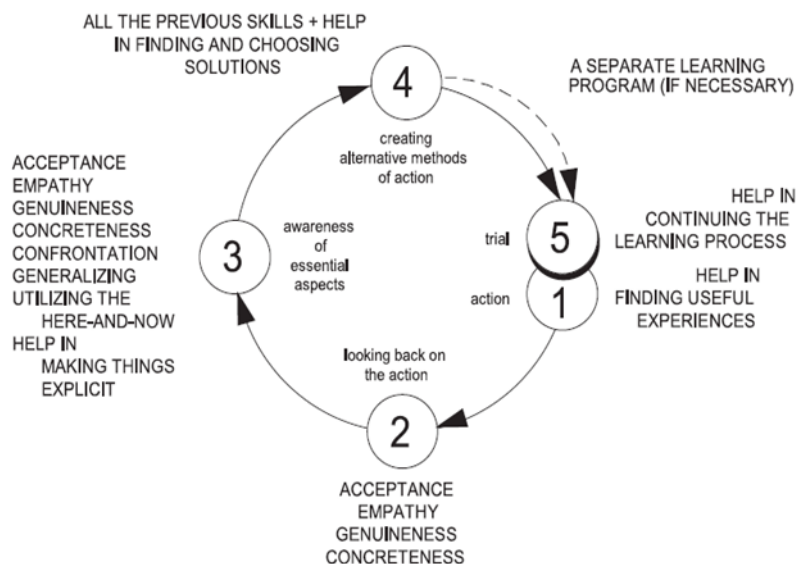 ALL THE PREVIOUS SKILLS + HELP
IN FINDING AND CHOOSING
SOLUTIONS
4
creating
alternative methods
of action
A SEPARATE LEARNING
PROGRAM (IF NECESSARY)
ACCEPTANCE
EMPATHY
GENUINENESS
CONCRETENESS
CONFRONTATION
GENERALIZING
UTILIZING THE
HERE-AND-NOW
HELP IN
MAKING THINGS
EXPLICIT
3
awareness
of
essential
aspects
trial
5
HELP IN
CONTINUING THE
LEARNING PROCESS
action
1
HELP IN
FINDING USEFUL
EXPERIENCES
looking back on
the action
2
ACCEPTANCE
EMPATHY
GENUINENESS
CONCRETENESS